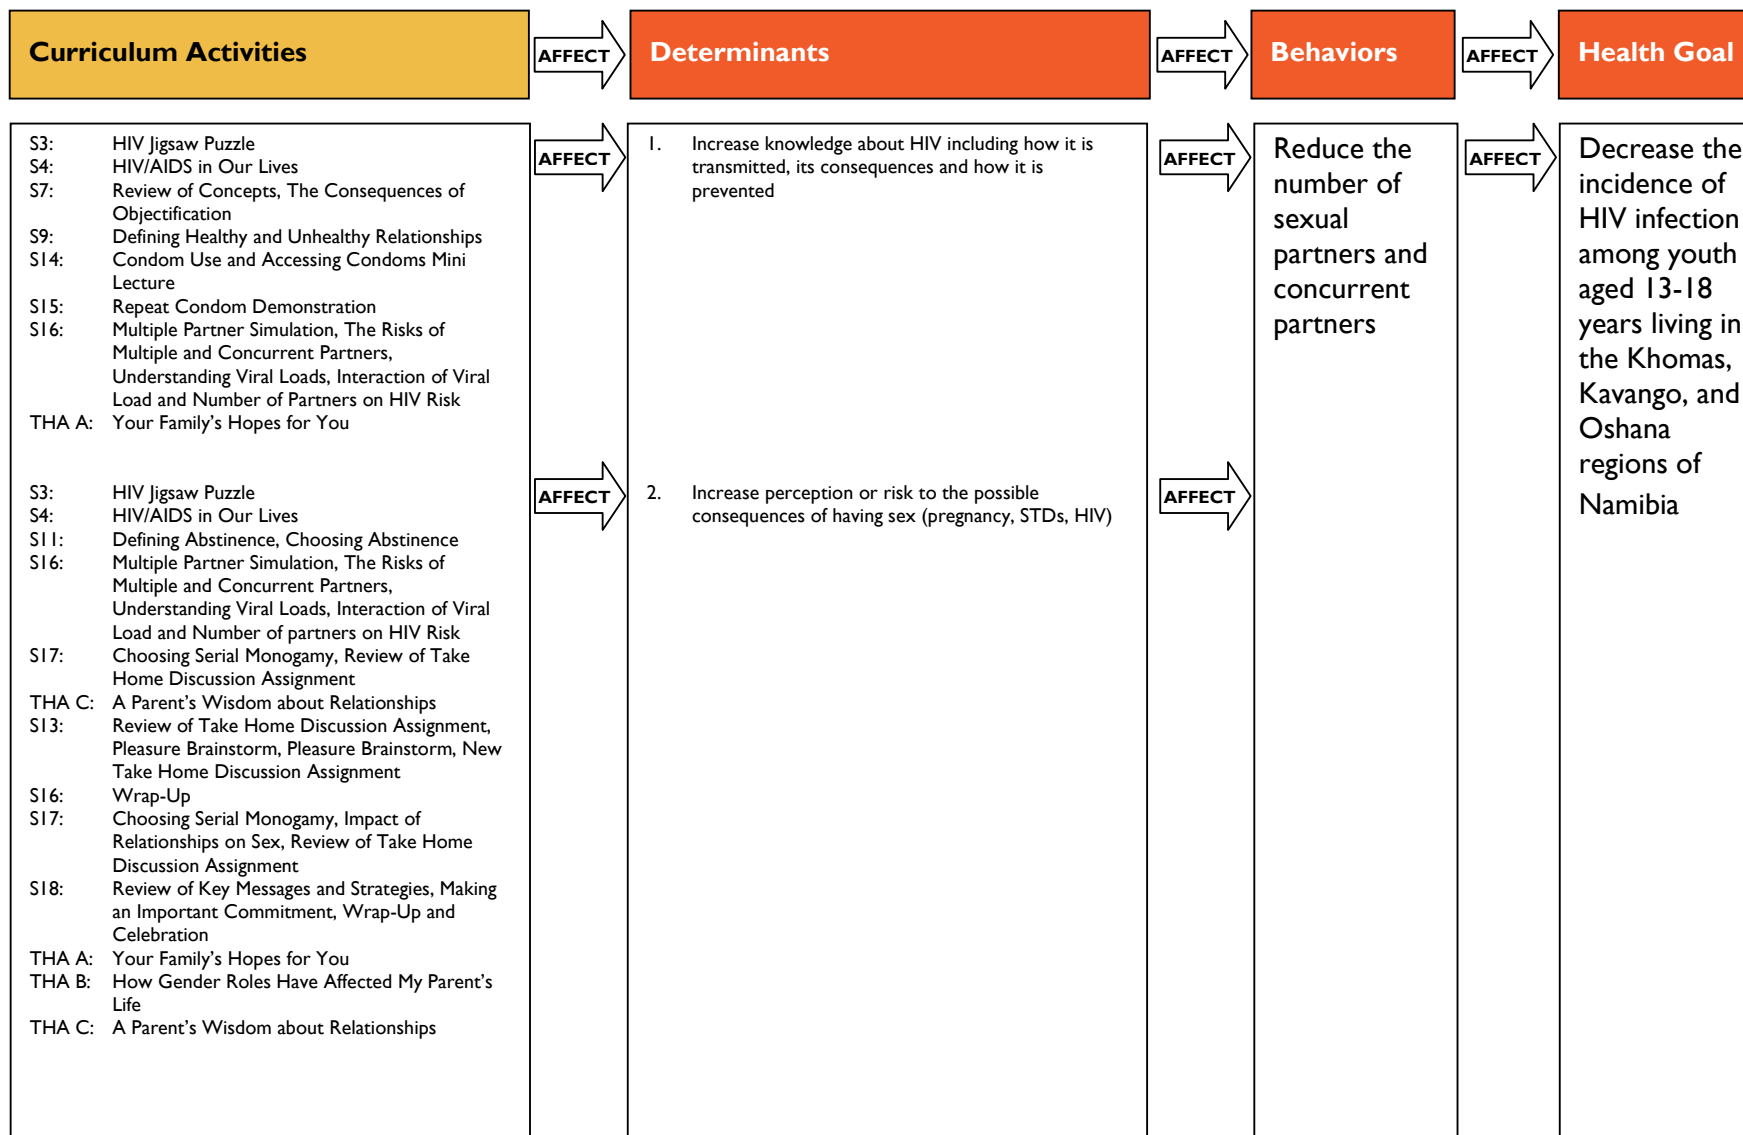 Curriculum Activities
AFFECT
Determinants
AFFECT
Behaviors
AFFECT
Health Goal
S3: HIV Jigsaw Puzzle
S4: HIV/AIDS in Our Lives
S7: Review of Concepts, The Consequences of
Objectification
S9: Defining Healthy and Unhealthy Relationships
S14: Condom Use and Accessing Condoms Mini
Lecture
S15: Repeat Condom Demonstration
S16: Multiple Partner Simulation, The Risks of
Multiple and Concurrent Partners,
Understanding Viral Loads, Interaction of Viral
Load and Number of Partners on HIV Risk
THA A: Your Family's Hopes for You
AFFECT
1. Increase knowledge about HIV including how it is
transmitted, its consequences and how it is
prevented
AFFECT
Reduce the
number of
sexual
partners and
concurrent
partners
AFFECT
Decrease the
incidence of
HIV infection
among youth
aged 13-18
years living in
the Khomas,
Kavango, and
Oshana
regions of
Namibia
S3: HIV Jigsaw Puzzle
S4: HIV/AIDS in Our Lives
S11: Defining Abstinence, Choosing Abstinence
S16: Multiple Partner Simulation, The Risks of
Multiple and Concurrent Partners,
Understanding Viral Loads, Interaction of Viral
Load and Number of partners on HIV Risk
S17: Choosing Serial Monogamy, Review of Take
Home Discussion Assignment
THA C: A Parent's Wisdom about Relationships
S13: Review of Take Home Discussion Assignment,
Pleasure Brainstorm, Pleasure Brainstorm, New
Take Home Discussion Assignment
S16: Wrap-Up
S17: Choosing Serial Monogamy, Impact of
Relationships on Sex, Review of Take Home
Discussion Assignment
S18: Review of Key Messages and Strategies, Making
an Important Commitment, Wrap-Up and
Celebration
THA A: Your Family's Hopes for You
THA B: How Gender Roles Have Affected My Parent's
Life
THA C: A Parent's Wisdom about Relationships
AFFECT
2. Increase perception or risk to the possible
consequences of having sex (pregnancy, STDs, HIV)
AFFECT